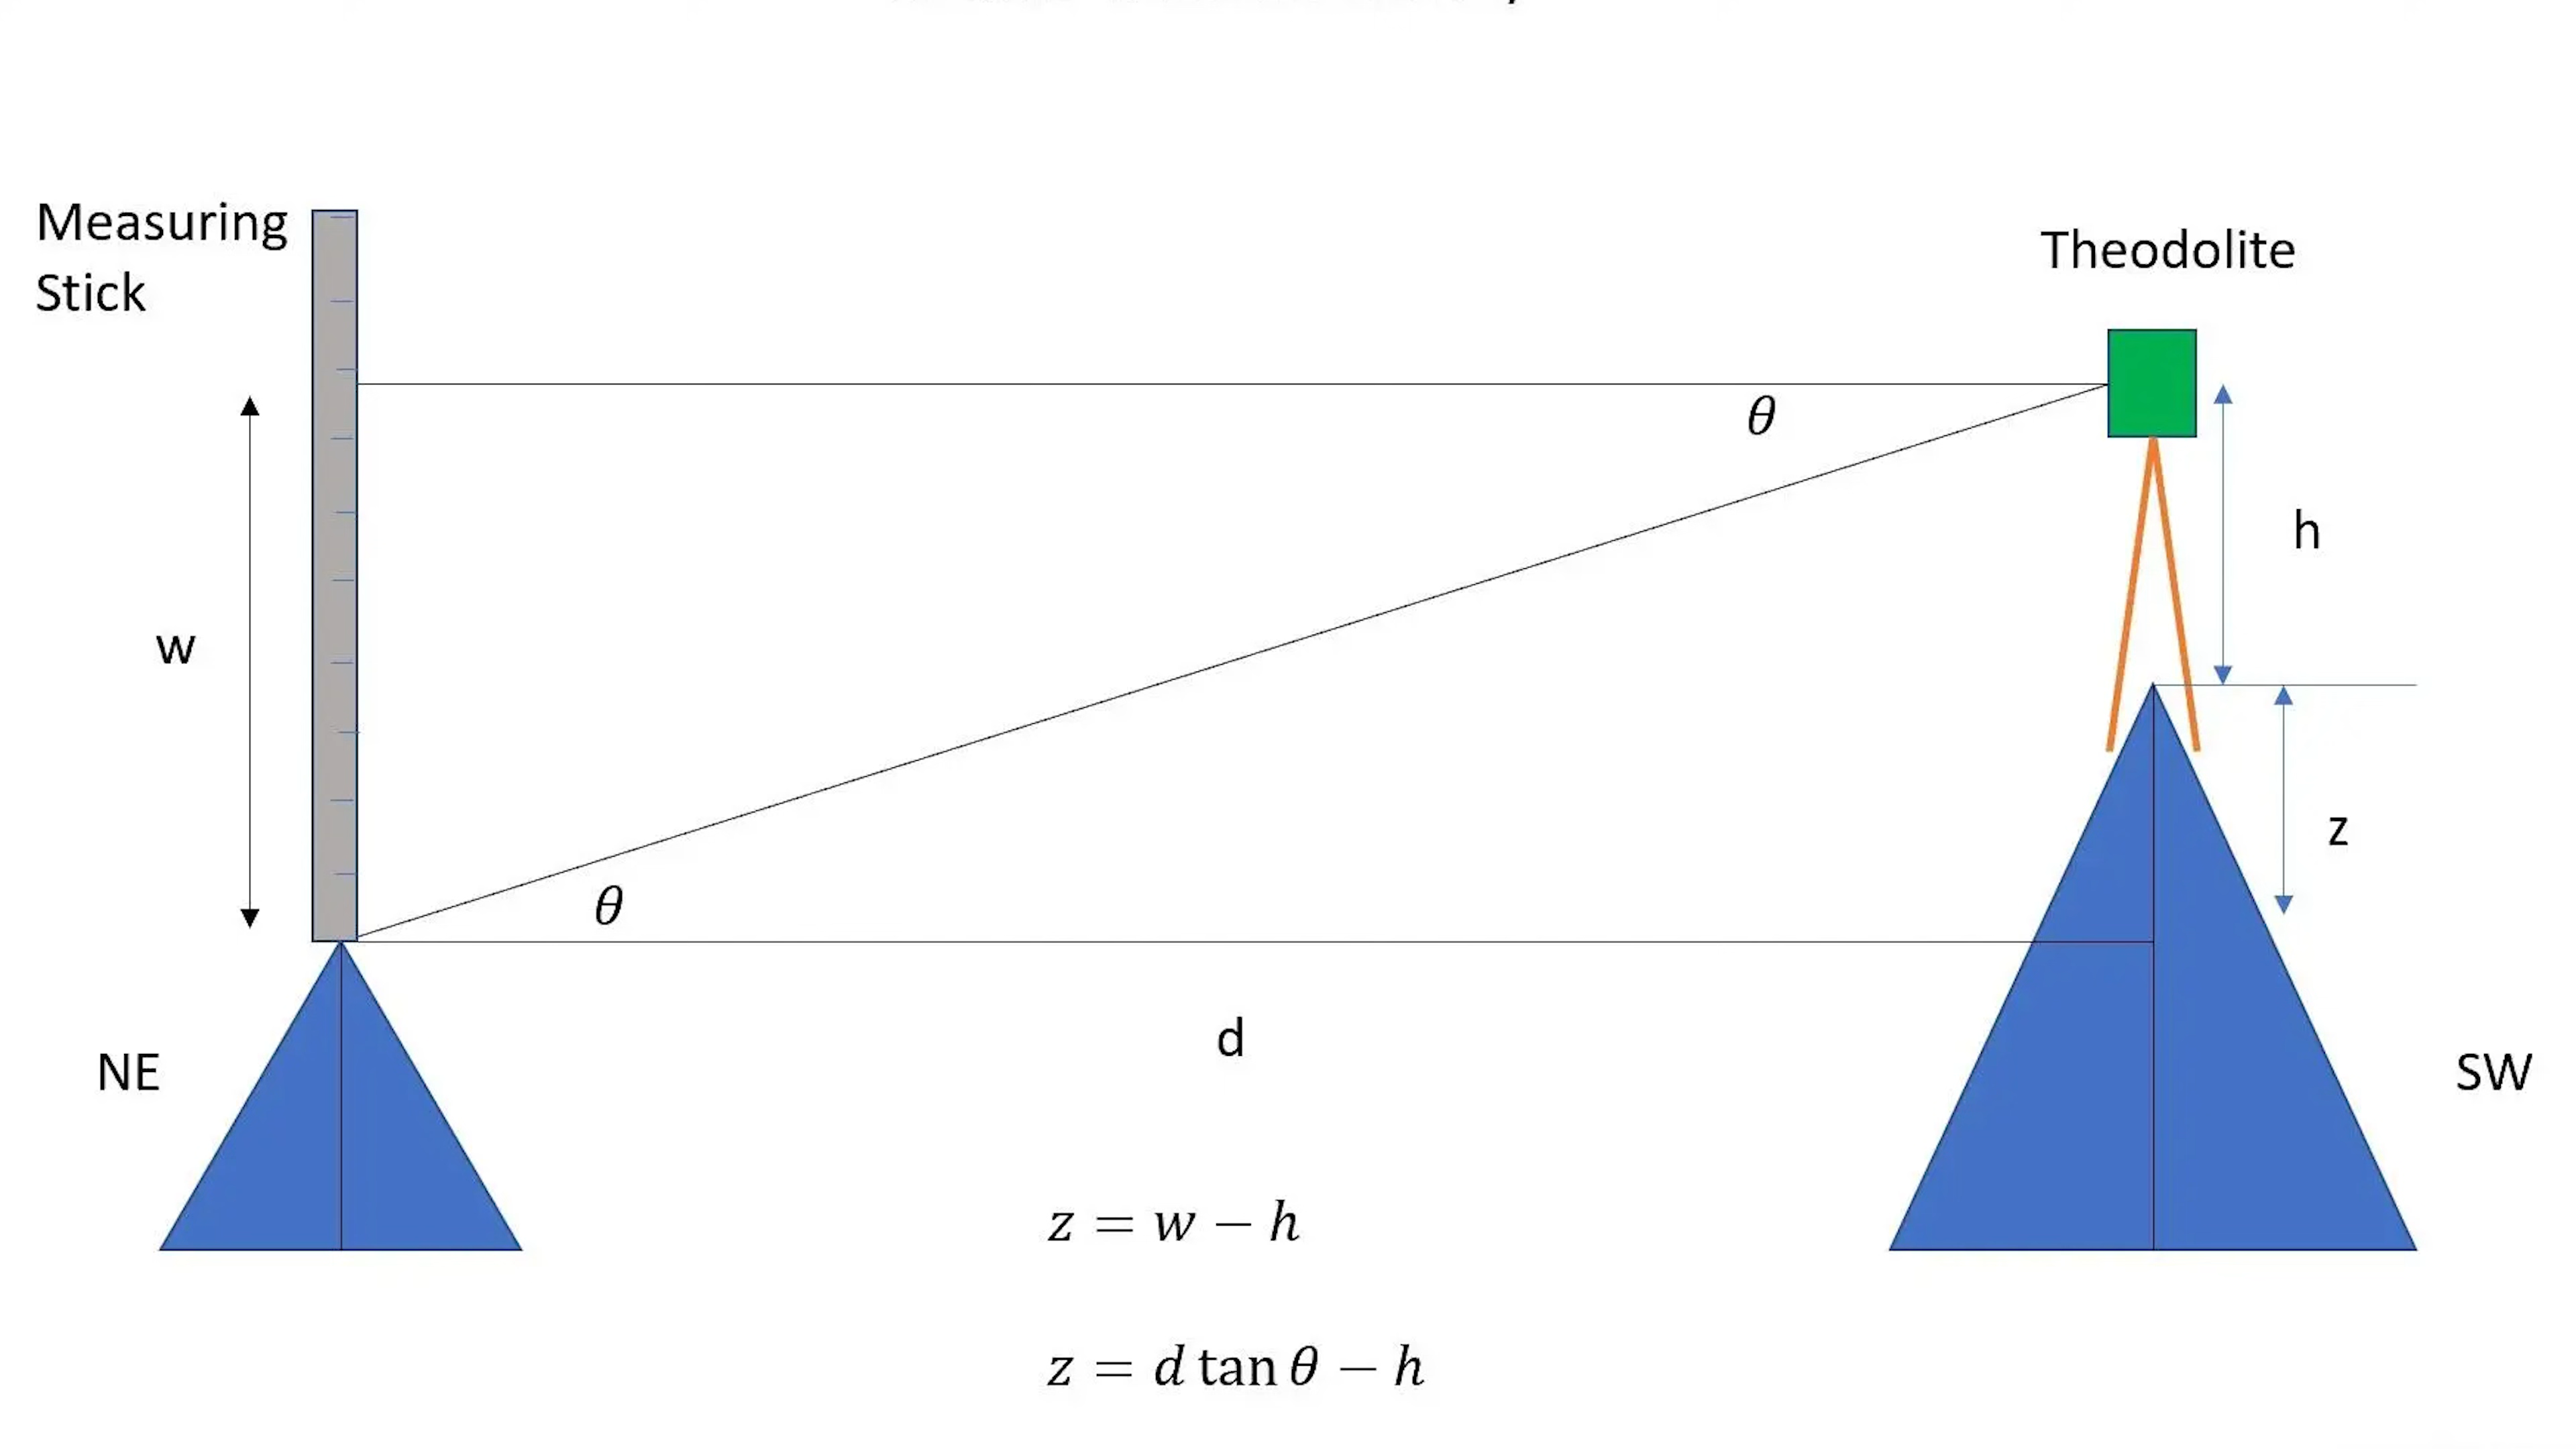 Measuring
Stick
Theodolite
θ
h
w
z
θ
d
NE
SW
z = w − h
z = d tan θ − h